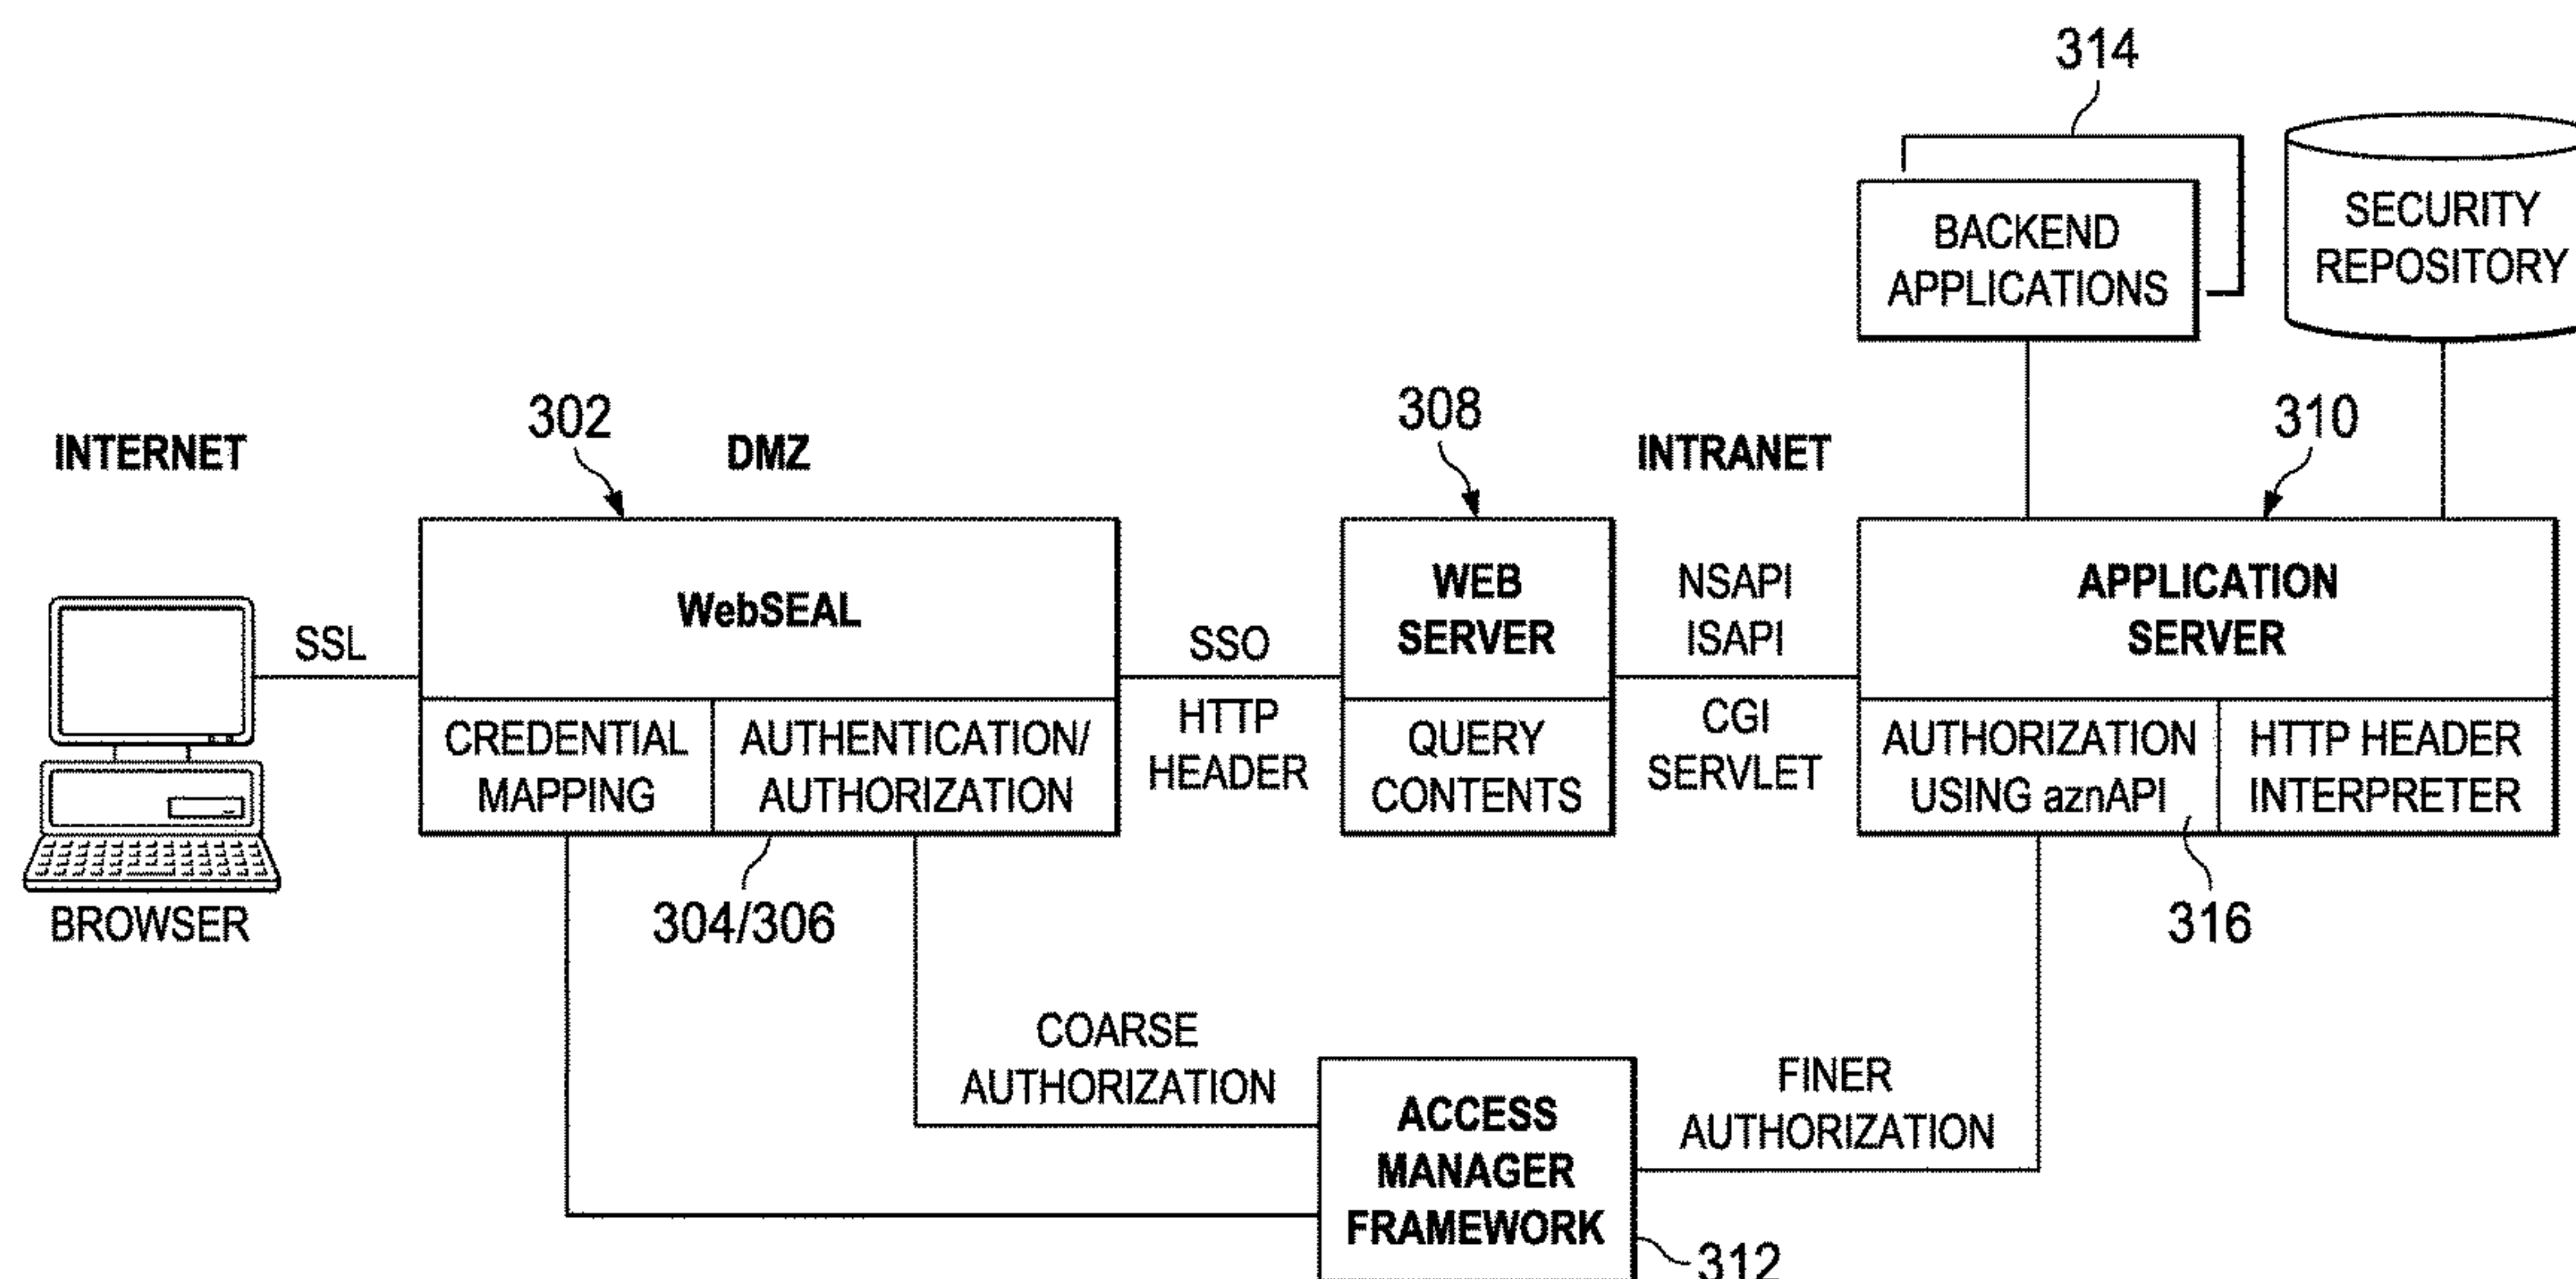 314
BACKEND
APPLICATIONS
SECURITY
REPOSITORY
INTERNET
302
DMZ
308
INTRANET
310
SSL
WebSEAL
CREDENTIAL
MAPPING
AUTHENTICATION/
AUTHORIZATION
304/306
SSO
HTTP
HEADER
WEB
SERVER
QUERY
CONTENTS
NSAPI
ISAPI
CGI
SERVLET
APPLICATION
SERVER
AUTHORIZATION
USING aznAPI
HTTP HEADER
INTERPRETER
316
BROWSER
COARSE
AUTHORIZATION
ACCESS
MANAGER
FRAMEWORK
FINER
AUTHORIZATION
312